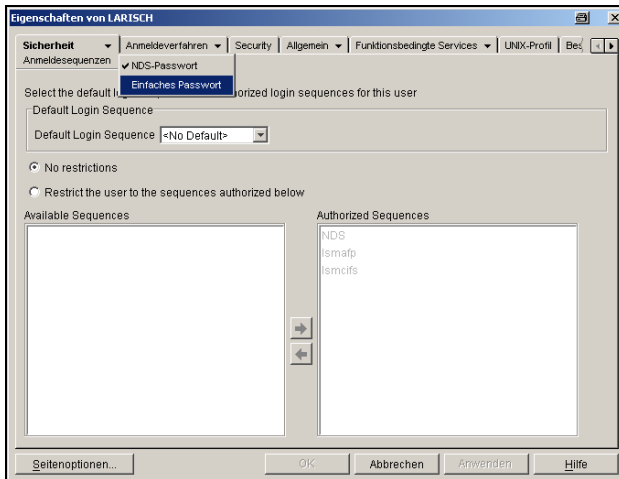 Eigenschaften von LARISCH
Sicherheit Anmeldeverfahren Security Allgemein Funktionsbedingte Services UNIX-Profil
Anmeldesequenzen
NDS-Passwort
Einfaches Passwort
Select the default login sequences for this user
Default Login Sequence
Default Login Sequence <No Default>
No restrictions
Restrict the user to the sequences authorized below
Available Sequences
Authorized Sequences
NDS
lsmafp
lsmcifs
Seitenoptionen... OK Abbrechen Anwenden Hilfe